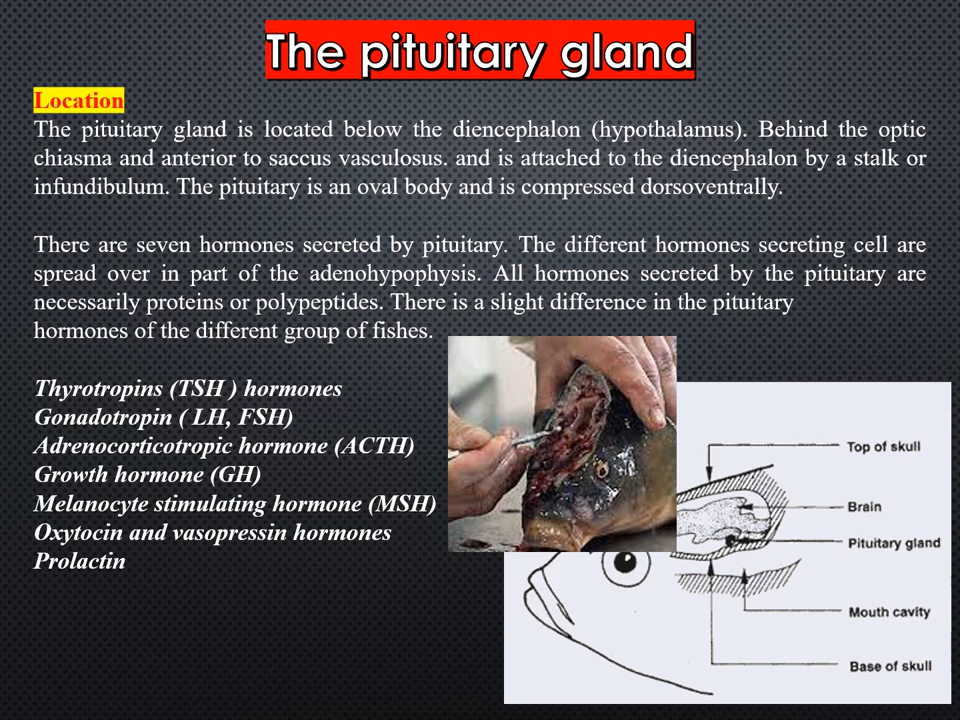 The pituitary gland
Location
The pituitary gland is located below the diencephalon (hypothalamus). Behind the optic
chiasma and anterior to saccus vasculosus. and is attached to the diencephalon by a stalk or
infundibulum. The pituitary is an oval body and is compressed dorsoventrally.
There are seven hormones secreted by pituitary. The different hormones secreting cell are
spread over in part of the adenohypophysis. All hormones secreted by the pituitary are
necessarily proteins or polypeptides. There is a slight difference in the pituitary
hormones of the different group of fishes.
Thyrotropins (TSH ) hormones
Gonadotropin ( LH, FSH)
Adrenocorticotropic hormone (ACTH)
Growth hormone (GH)
Melanocyte stimulating hormone (MSH)
Oxytocin and vasopressin hormones
Prolactin
Top of skull
Brain
Pituitary gland
Mouth cavity
Base of skull